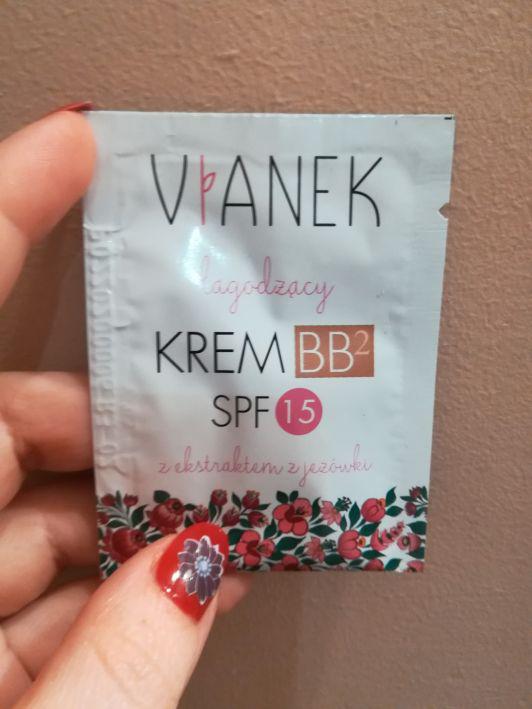 VIANEK
łagodzący
KREM BB²
SPF 15
z ekstraktem z jeżówki